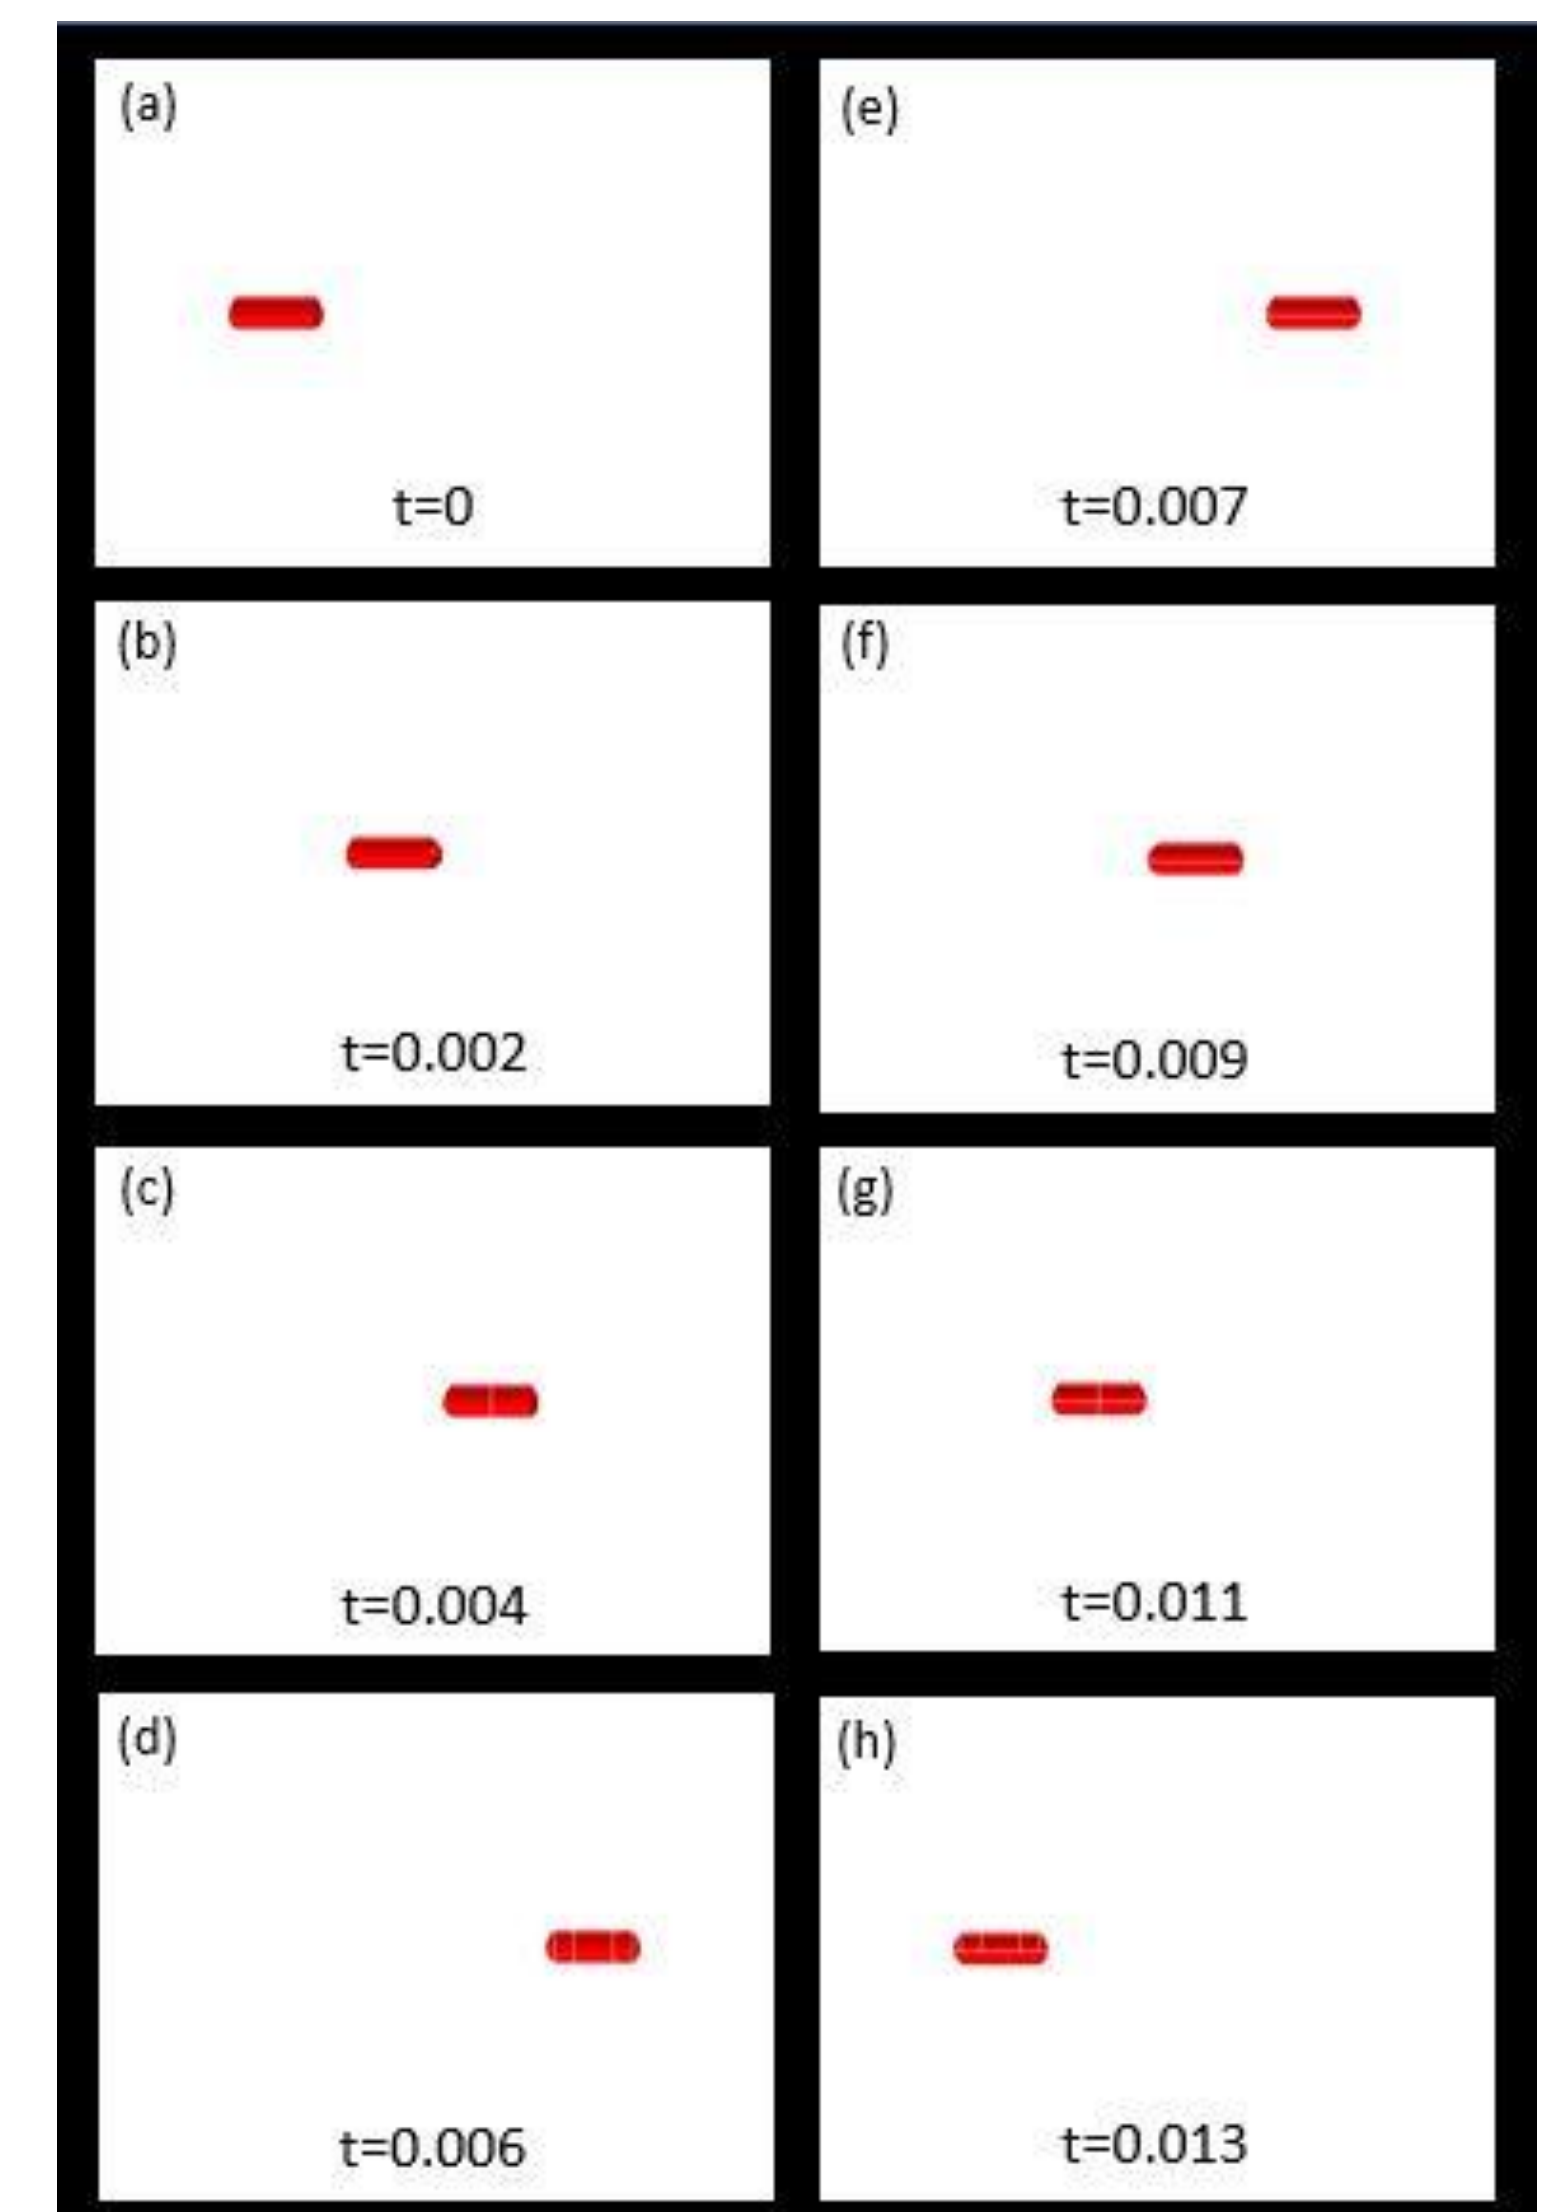 (a)
t=0
(b)
t=0.002
(c)
t=0.004
(d)
t=0.006
(e)
t=0.007
(f)
t=0.009
(g)
t=0.011
(h)
t=0.013